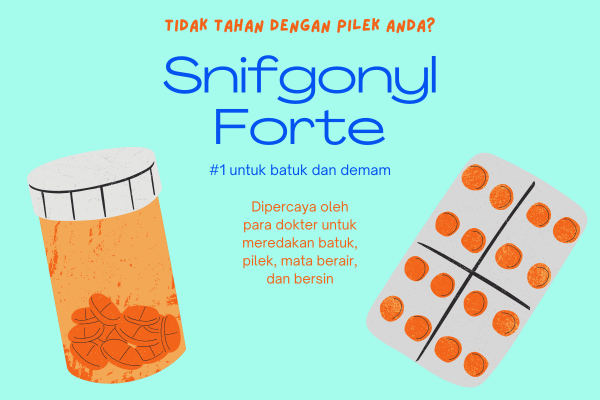 TIDAK TAHAN DENGAN PILEK ANDA?
Snifgonyl
Forte
#1 untuk batuk dan demam
Dipercaya oleh
para dokter untuk
meredakan batuk,
pilek, mata berair,
dan bersin